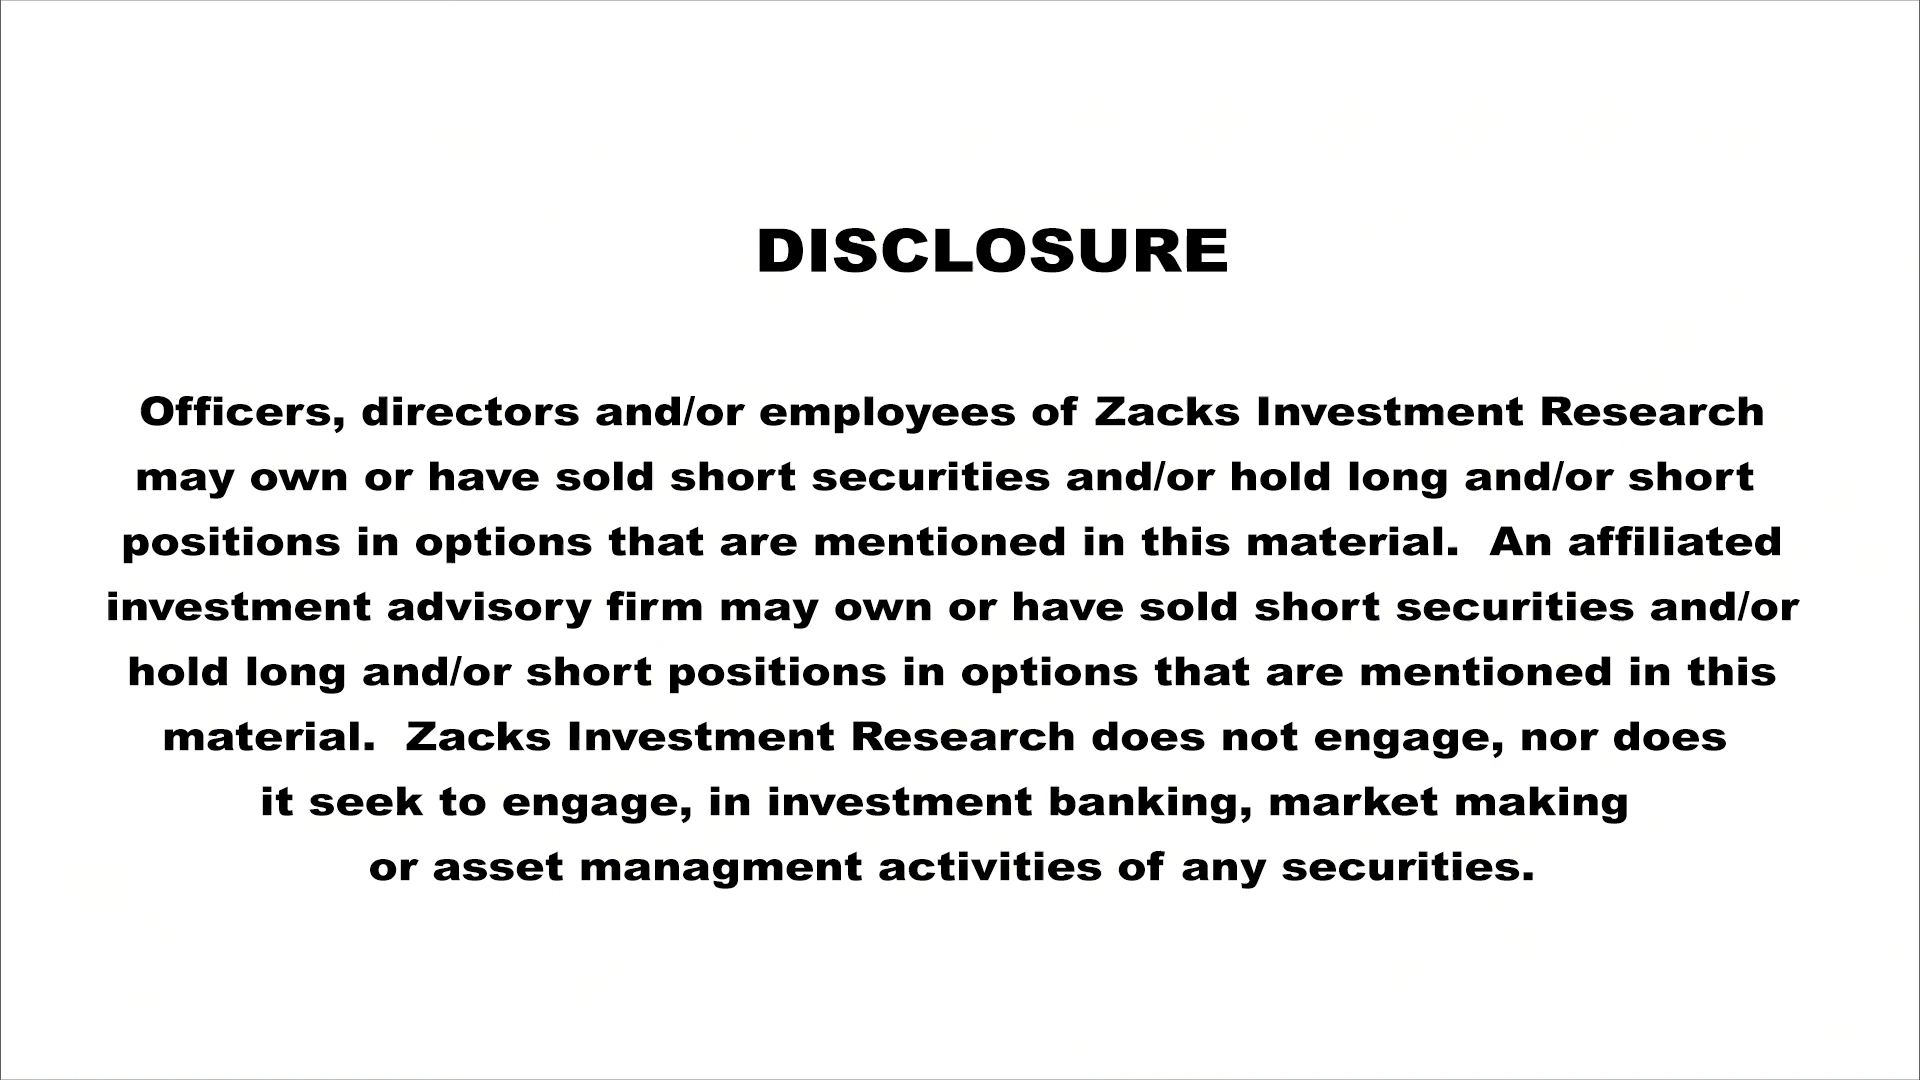 DISCLOSURE
Officers, directors and/or employees of Zacks Investment Research
may own or have sold short securities and/or hold long and/or short
positions in options that are mentioned in this material.  An affiliated
investment advisory firm may own or have sold short securities and/or
hold long and/or short positions in options that are mentioned in this
material.  Zacks Investment Research does not engage, nor does
it seek to engage, in investment banking, market making
or asset managment activities of any securities.